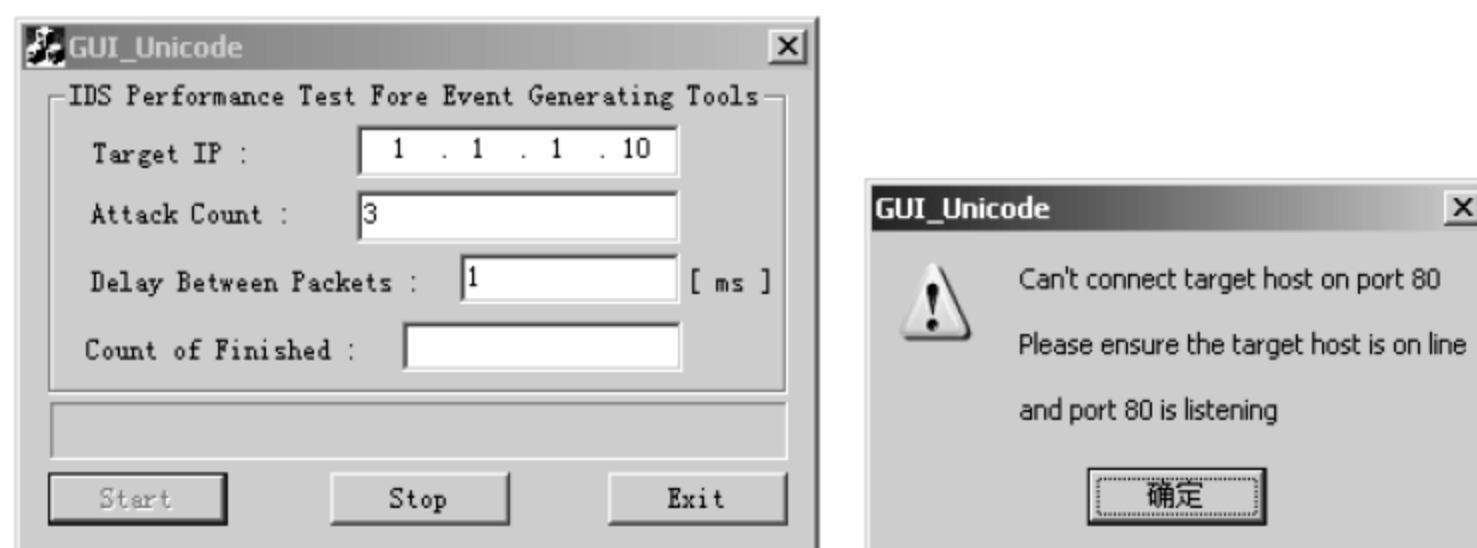 GUI_Unicode
IDS Performance Test Fore Event Generating Tools
Target IP : 1 . 1 . 1 . 10
Attack Count : 3
Delay Between Packets : 1 [ ms ]
Count of Finished :
Start Stop Exit
GUI_Unicode
Can't connect target host on port 80
Please ensure the target host is on line
and port 80 is listening
确定